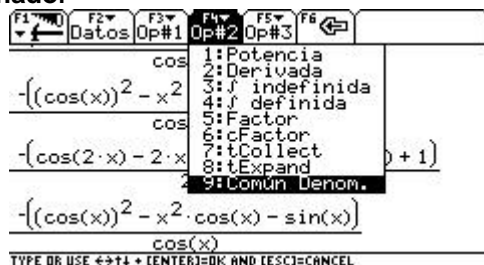 nador
F1 F2 F3 F4 F5 F6
Datos Op#1 Op#2 Op#3
cos
1:Potencia
2:Derivada
-((cos(x))² - x²
3:∫ indefinida
4:∫ definida
cos
5:Factor
6:cFactor
-(cos(2·x) - 2·x
7:tCollect
) + 1)
8:tExpand
2
9:Común Denom.
-((cos(x))² - x²·cos(x) - sin(x))
cos(x)
TYPE OR USE ←→↑↓ + [ENTER]=OK AND [ESC]=CANCEL